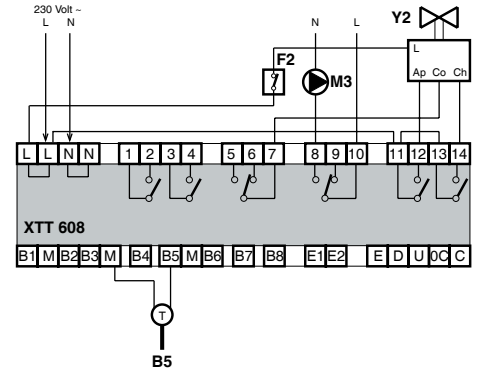 230 Volt ~
L N
N L
Y2
F2
L
M3
Ap Co Ch
L L N N 1 2 3 4 5 6 7 8 9 10 11 12 13 14
XTT 608
B1 M B2 B3 M B4 B5 M B6 B7 B8 E1 E2 E D U 0C C
T
B5